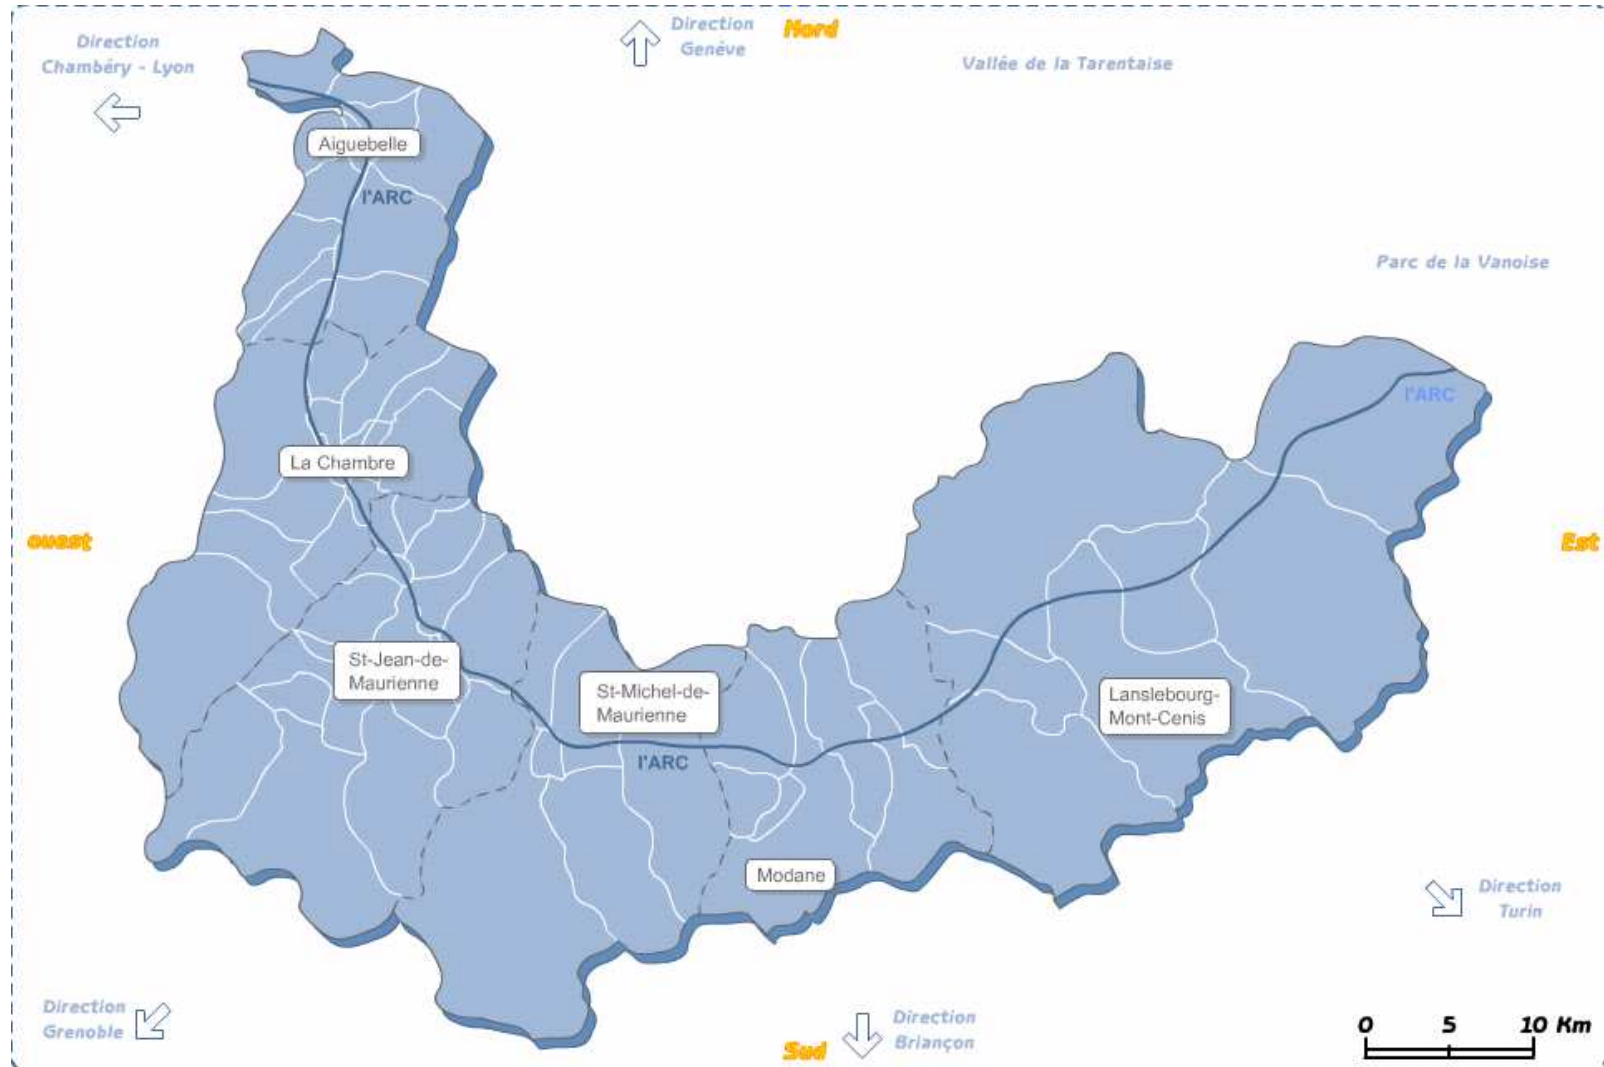 Direction
Chambéry - Lyon
Direction
Genéve
Nord
Vallée de la Tarentaise
Aiguebelle
l'ARC
Parc de la Vanoise
l'ARC
La Chambre
ouest
Est
St-Jean-de-
Maurienne
St-Michel-de-
Maurienne
Lanslebourg-
Mont-Cenis
l'ARC
Modane
Direction
Turin
Direction
Grenoble
Sud
Direction
Briançon
0 5 10 Km